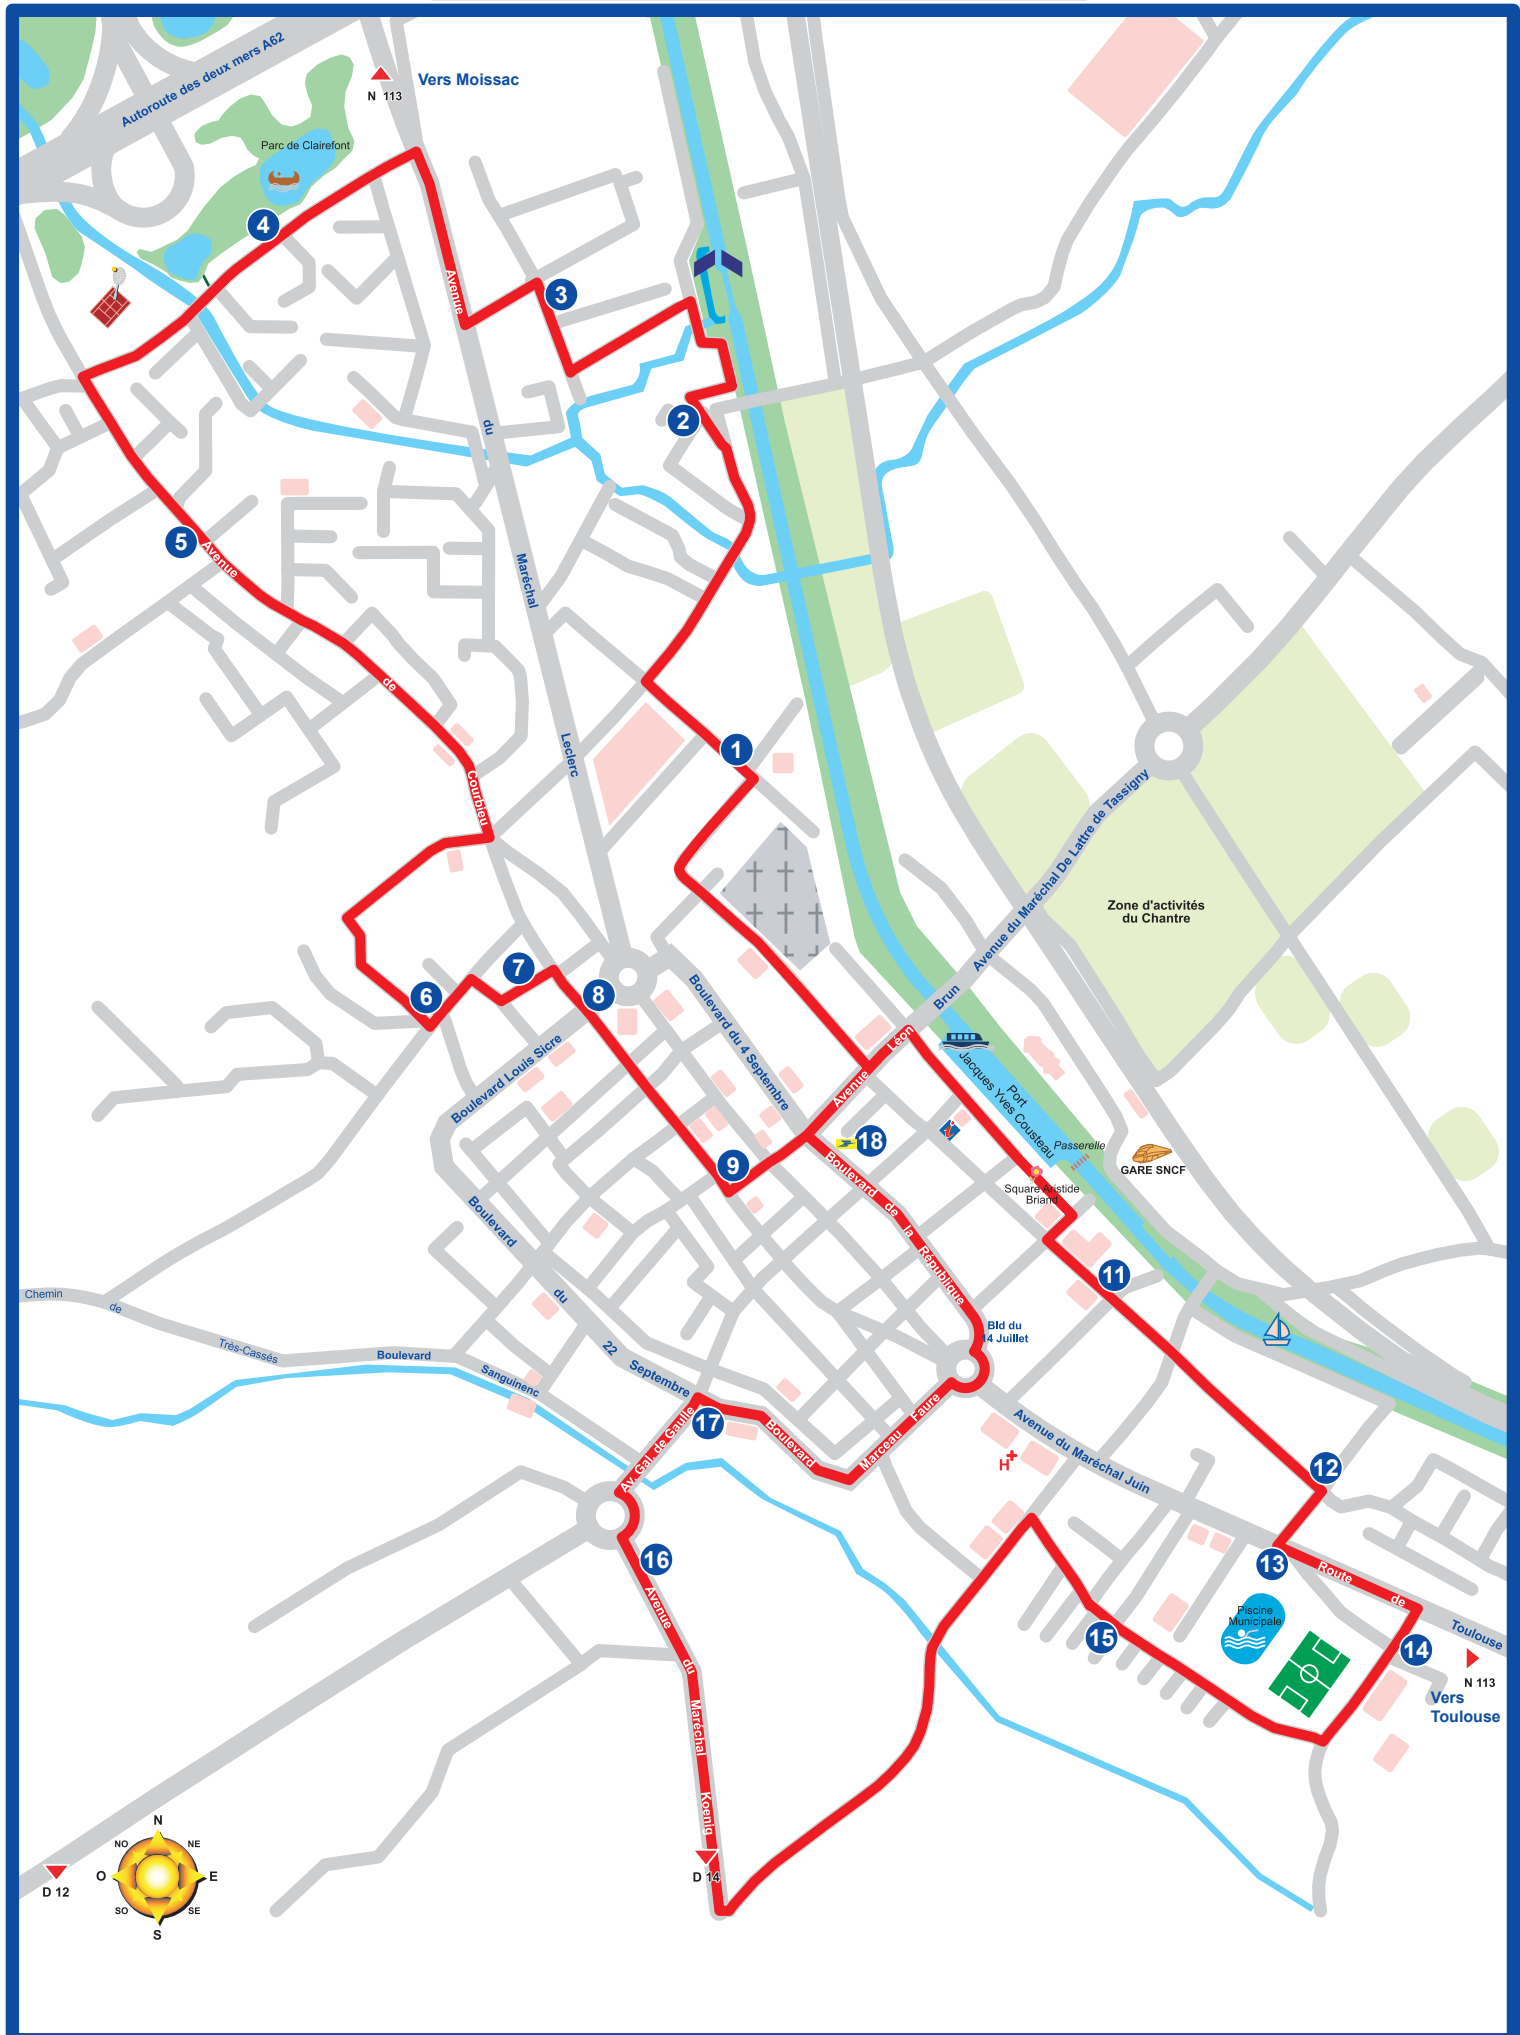 Autoroute des deux mers A62
N 113
Vers Moissac
Parc de Clairefont
4
Avenue
3
2
du
5
Avenue
Maréchal
de
Leclerc
1
Courbieu
Avenue du Maréchal De Lattre de Tassigny
Zone d'activités
du Chantre
7
6
8
Boulevard du 4 Septembre
Brun
Léon
Avenue
Boulevard Louis Sicre
Port
Jacques Yves Cousteau
Passerelle
GARE SNCF
18
9
Square Aristide
Briand
Boulevard
de
la
République
Boulevard
du
22
Septembre
11
Chemin
de
Très-Cassés
Boulevard
Sanguinenc
Bld du
14 Juillet
17
Av. Gal. de Gaulle
Boulevard
Marceau
Faure
Avenue du Maréchal Juin
H
12
13
Route
de
Toulouse
16
Avenue
du
Maréchal
Koenig
15
Piscine
Municipale
14
N 113
Vers
Toulouse
D 14
D 12
N
NO
NE
O
E
SO
SE
S